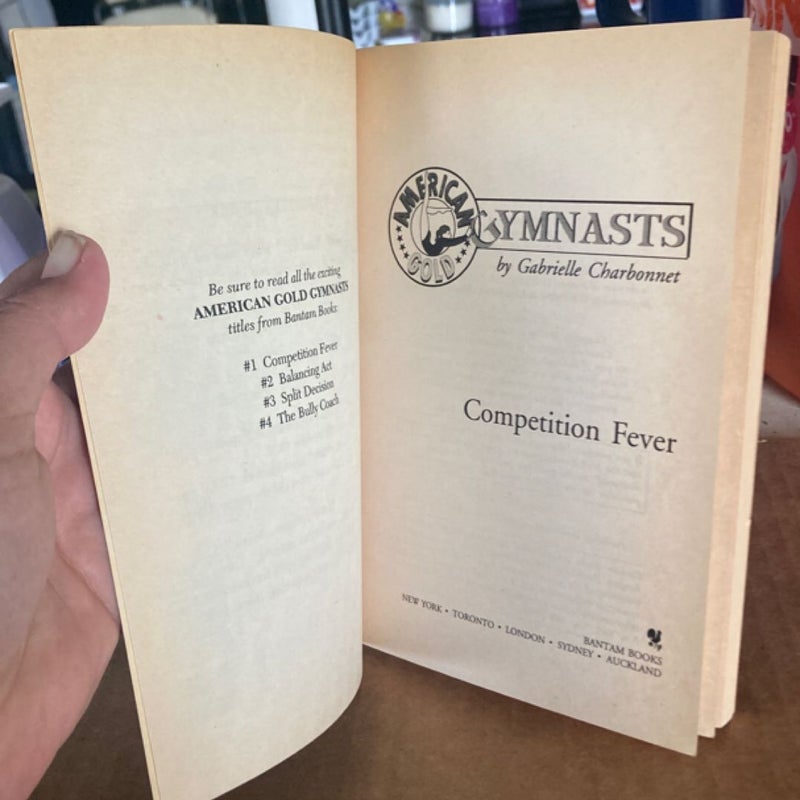 Be sure to read all the exciting
AMERICAN GOLD GYMNASTS
titles from Bantam Books:
#1 Competition Fever
#2 Balancing Act
#3 Split Decision
#4 The Bully Coach
AMERICAN
GOLD
GYMNASTS
by Gabrielle Charbonnet
Competition Fever
BANTAM BOOKS
NEW YORK • TORONTO • LONDON • SYDNEY • AUCKLAND